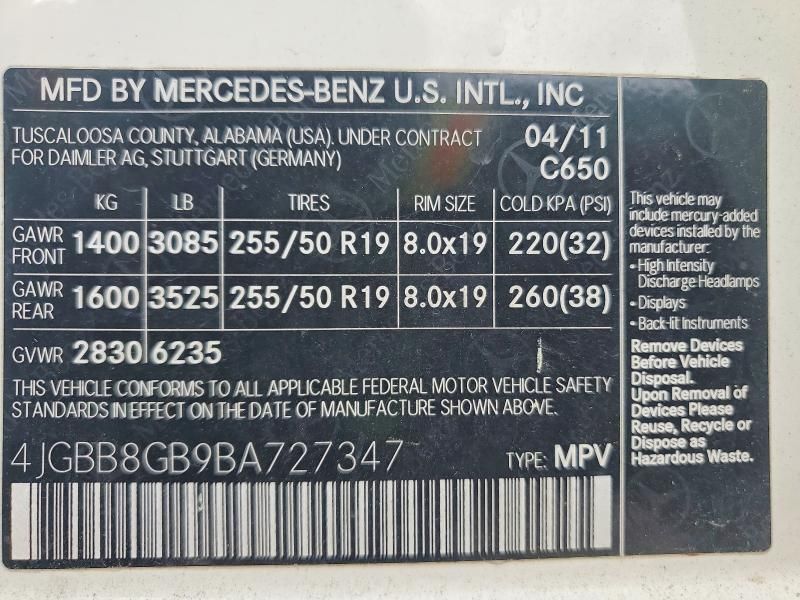 MFD BY MERCEDES-BENZ U.S. INTL., INC
TUSCALOOSA COUNTY, ALABAMA (USA). UNDER CONTRACT
FOR DAIMLER AG, STUTTGART (GERMANY)
04/11
C650
KG LB TIRES RIM SIZE COLD KPA (PSI)
GAWR FRONT 1400 3085 255/50 R19 8.0x19 220(32)
GAWR REAR 1600 3525 255/50 R19 8.0x19 260(38)
GVWR 2830 6235
THIS VEHICLE CONFORMS TO ALL APPLICABLE FEDERAL MOTOR VEHICLE SAFETY
STANDARDS IN EFFECT ON THE DATE OF MANUFACTURE SHOWN ABOVE.
4JGBB8GB9BA727347 TYPE: MPV
This vehicle may
include mercury-added
devices installed by the
manufacturer:
• High Intensity
Discharge Headlamps
• Displays
• Back-lit Instruments
Remove Devices
Before Vehicle
Disposal.
Upon Removal of
Devices Please
Reuse, Recycle or
Dispose as
Hazardous Waste.